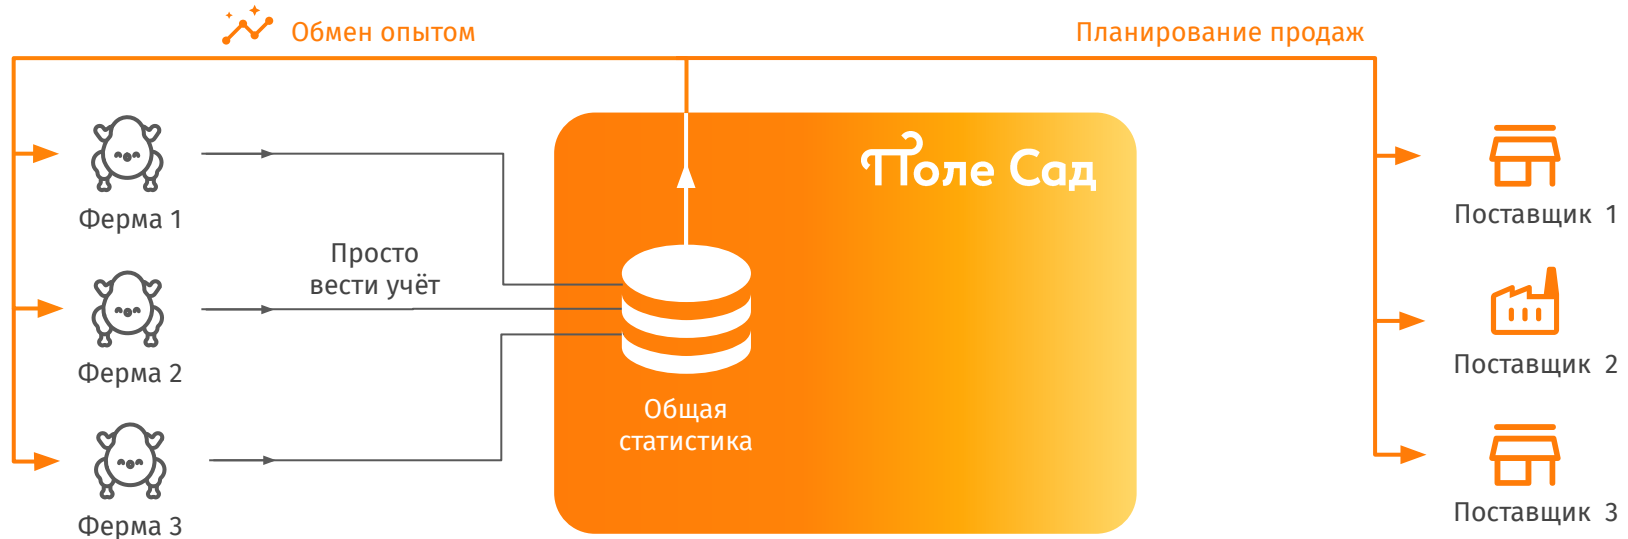 Обмен опытом
Планирование продаж
Поле Сад
Ферма 1
Просто
вести учёт
Ферма 2
Ферма 3
Общая
статистика
Поставщик 1
Поставщик 2
Поставщик 3